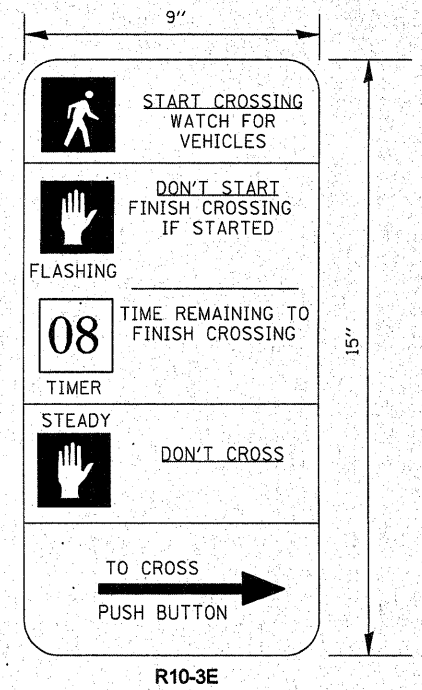 9"
START CROSSING
WATCH FOR
VEHICLES
DON'T START
FINISH CROSSING
IF STARTED
FLASHING
TIME REMAINING TO
FINISH CROSSING
08
TIMER
STEADY
DON'T CROSS
TO CROSS
PUSH BUTTON
15"
R10-3E